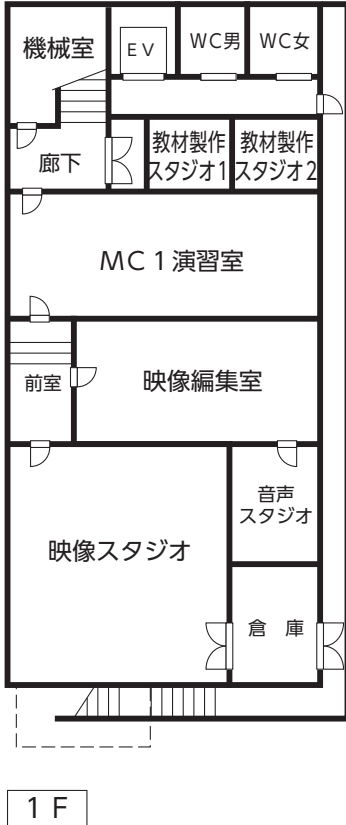 機械室
ＥＶ
WC男
WC女
廊下
教材製作
スタジオ1
教材製作
スタジオ2
ＭＣ１演習室
前室
映像編集室
音声
スタジオ
映像スタジオ
倉　庫
１Ｆ